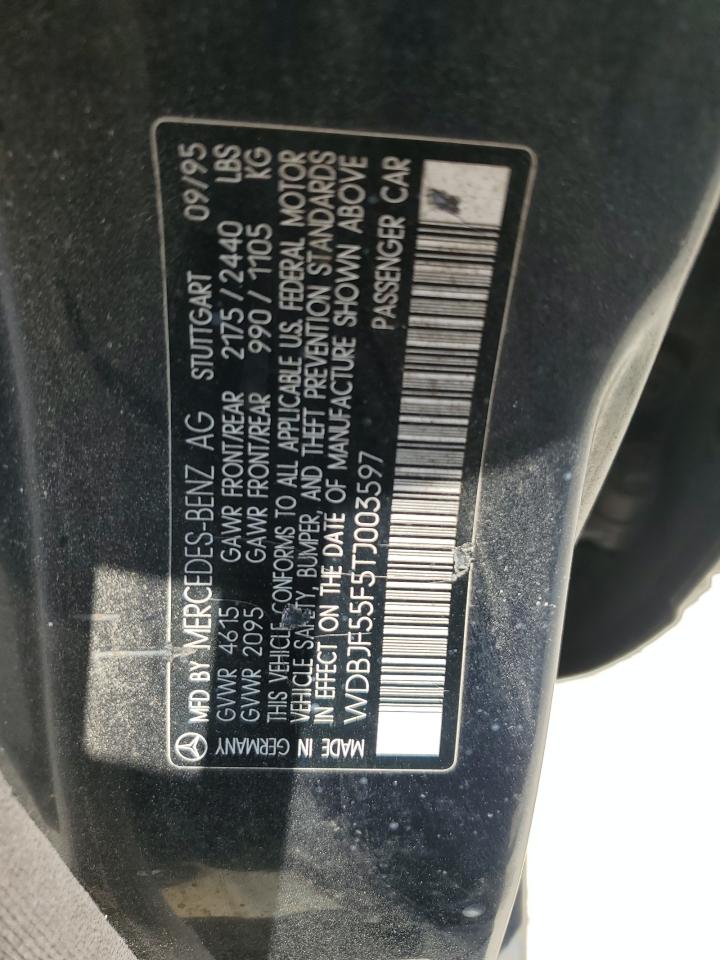 MFD BY MERCEDES-BENZ AG STUTTGART 09/95
GVWR 4615 GAWR FRONT/REAR 2175 / 2440 LBS
GVWR 2095 GAWR FRONT/REAR 990 / 1105 KG
THIS VEHICLE CONFORMS TO ALL APPLICABLE U.S. FEDERAL MOTOR
VEHICLE SAFETY, BUMPER, AND THEFT PREVENTION STANDARDS
IN EFFECT ON THE DATE OF MANUFACTURE SHOWN ABOVE
MADE IN GERMANY WDBJF55F5TJ003597 PASSENGER CAR